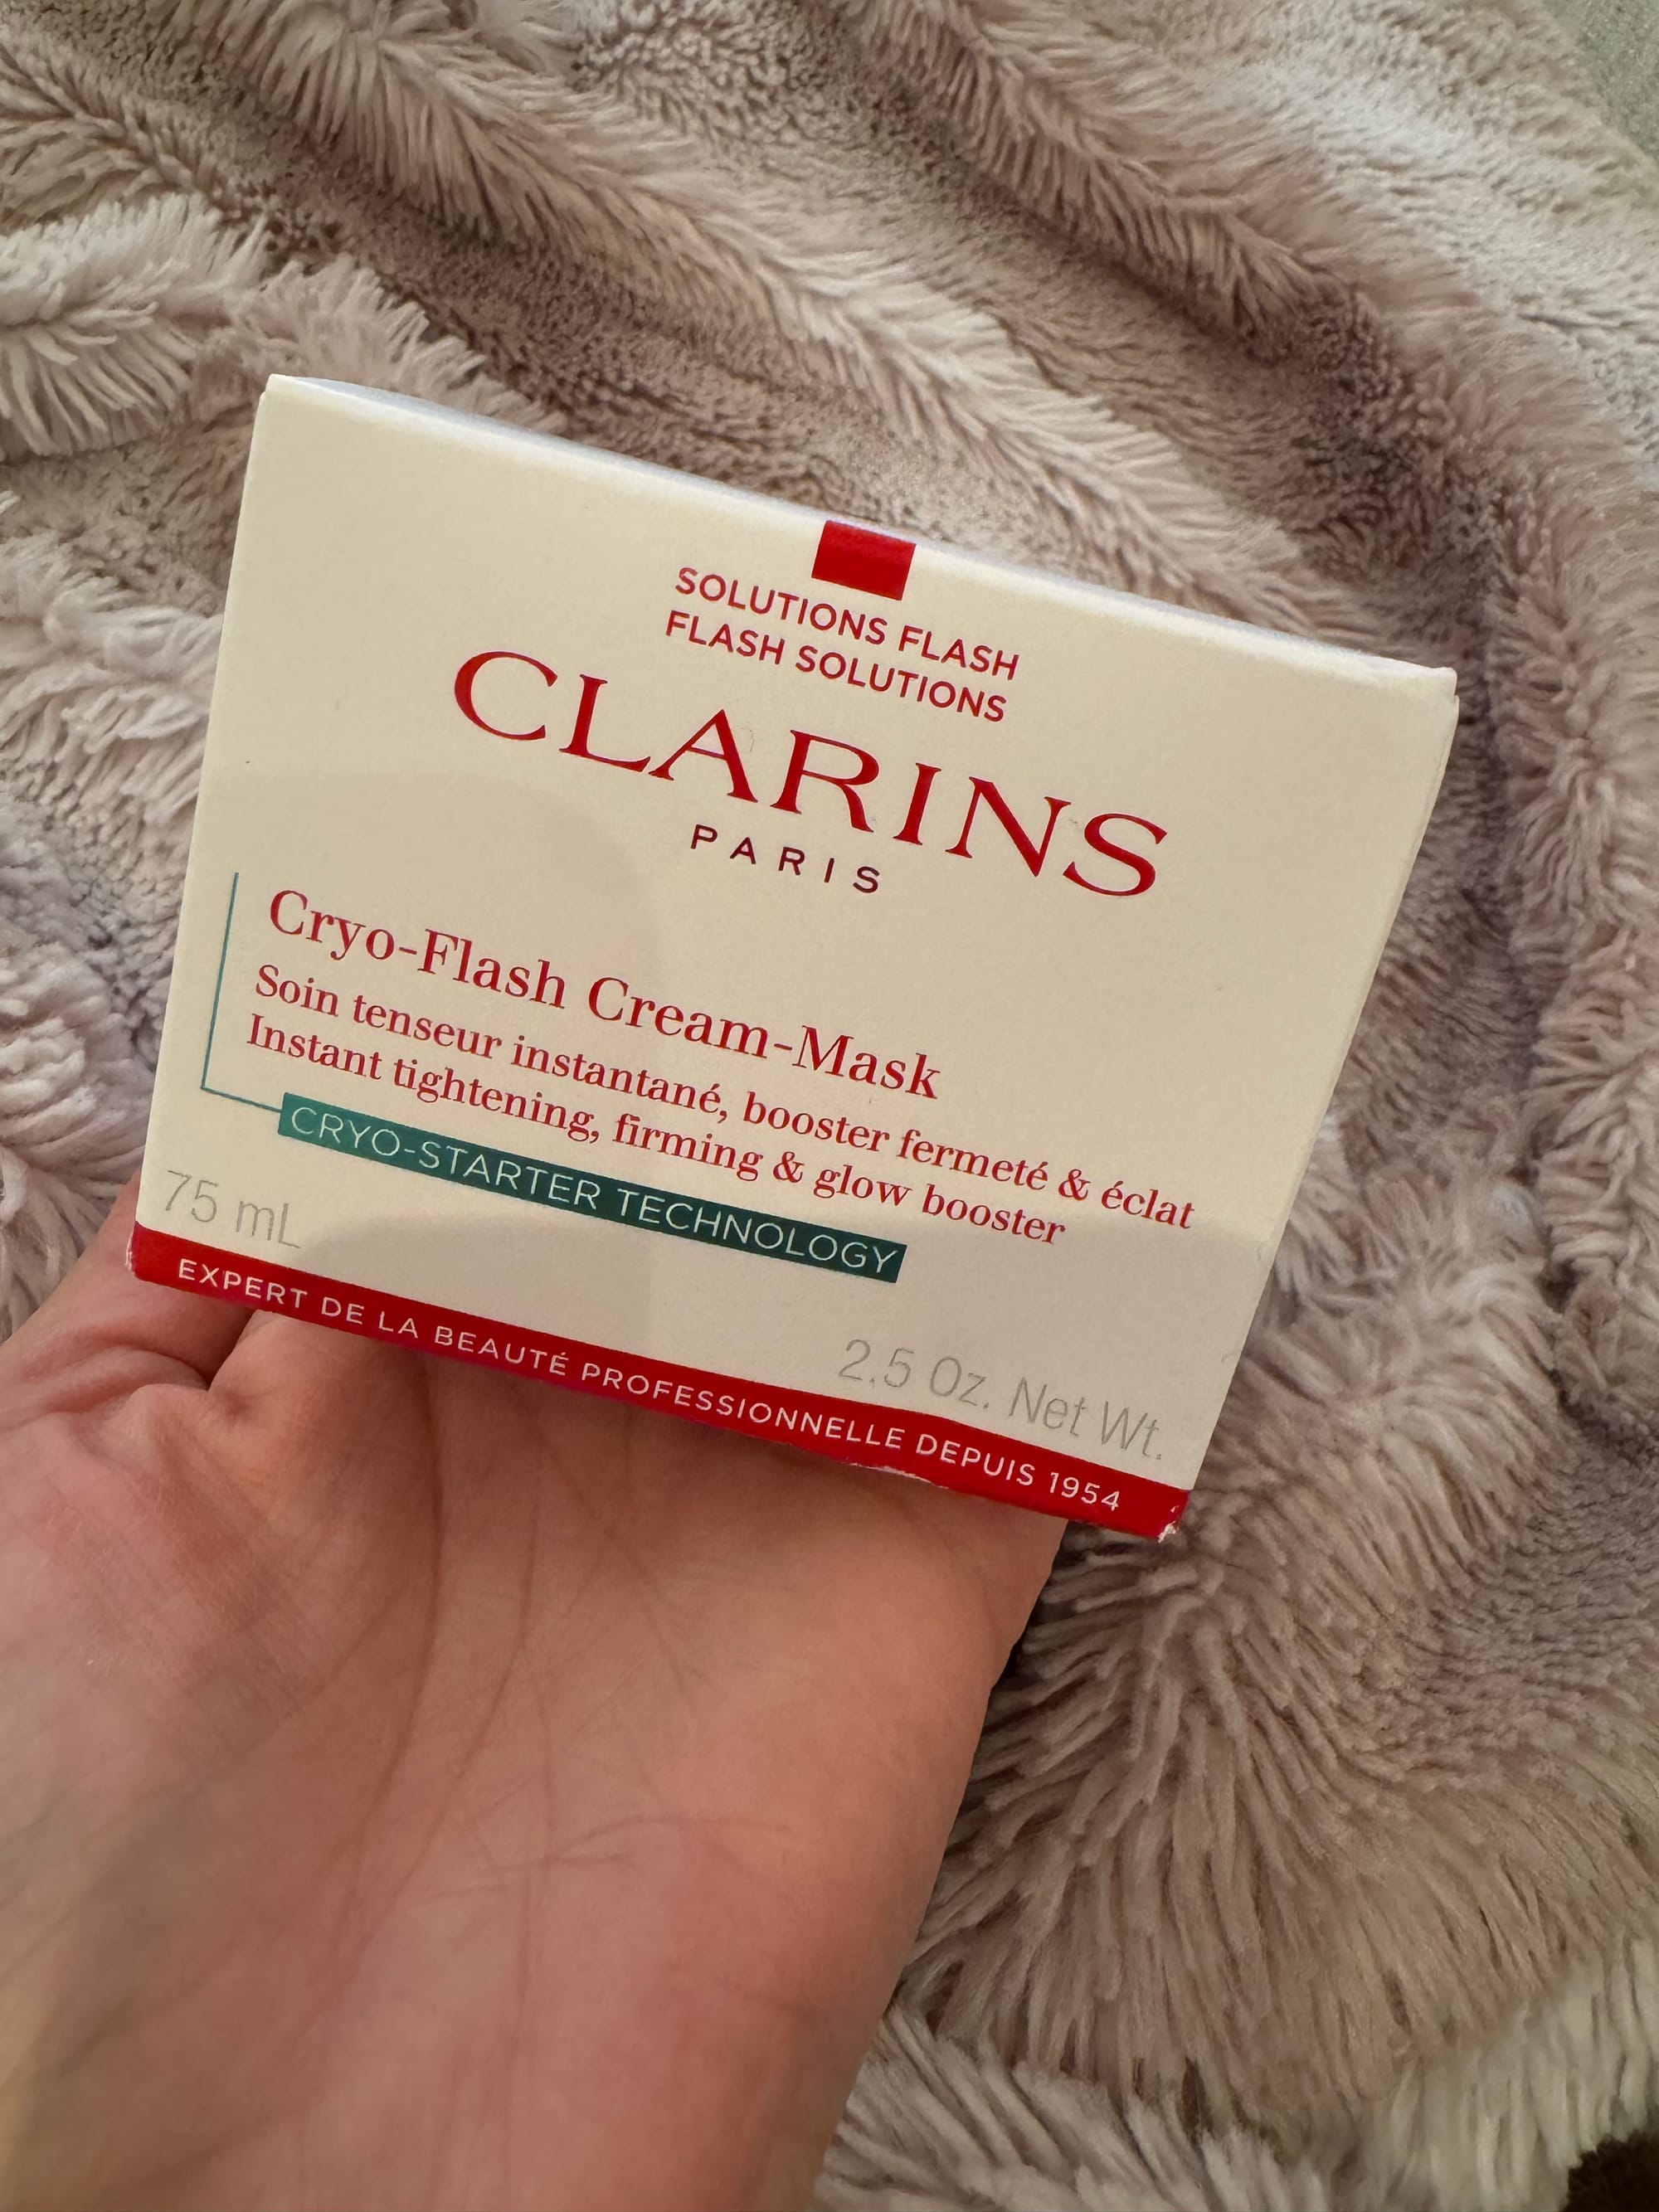 SOLUTIONS FLASH
FLASH SOLUTIONS
CLARINS
PARIS
Cryo-Flash Cream-Mask
Soin tenseur instantané, booster fermeté & éclat
Instant tightening, firming & glow booster
CRYO-STARTER TECHNOLOGY
75 mL
2.5 Oz. Net Wt.
EXPERT DE LA BEAUTÉ PROFESSIONNELLE DEPUIS 1954